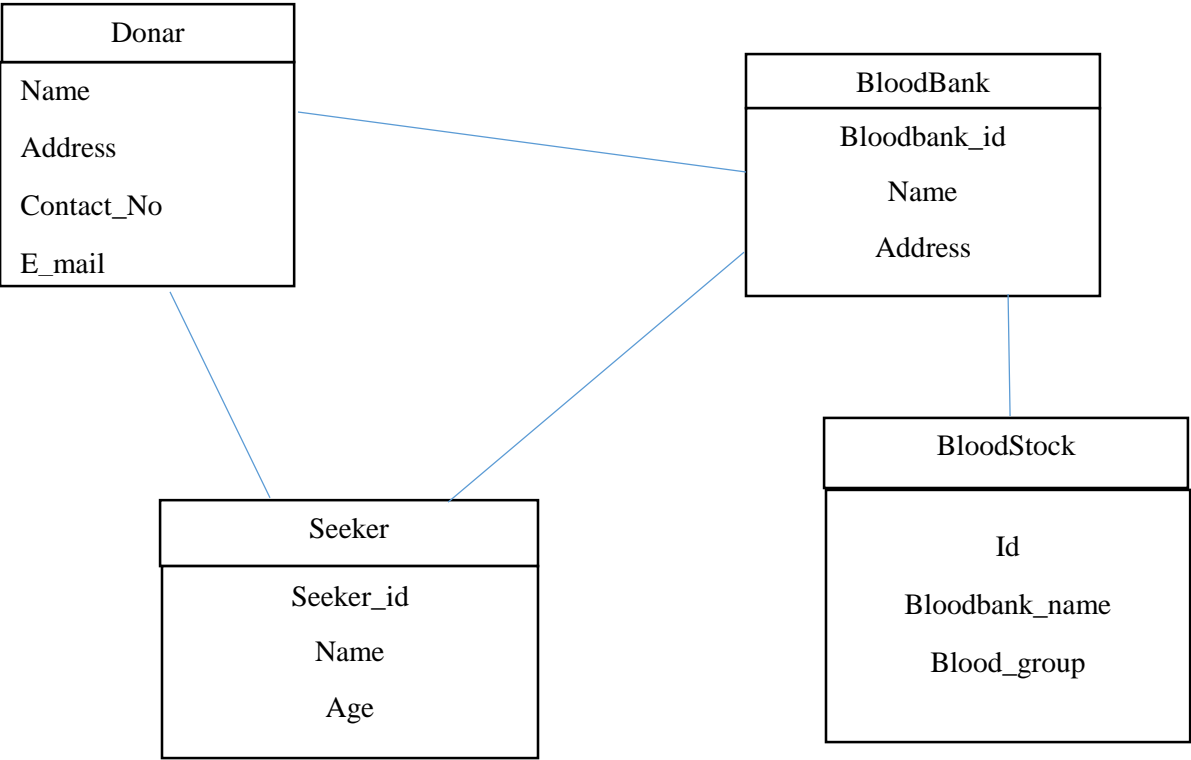 Donar
Name
Address
Contact_No
E_mail
BloodBank
Bloodbank_id
Name
Address
Seeker
Seeker_id
Name
Age
BloodStock
Id
Bloodbank_name
Blood_group